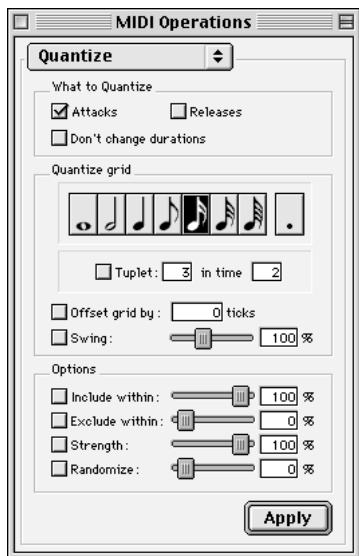 MIDI Operations
Quantize
What to Quantize
Attacks Releases
Don't change durations
Quantize grid
Tuplet: 3 in time 2
Offset grid by: 0 ticks
Swing: 100 %
Options
Include within: 100 %
Exclude within: 0 %
Strength: 100 %
Randomize: 0 %
Apply